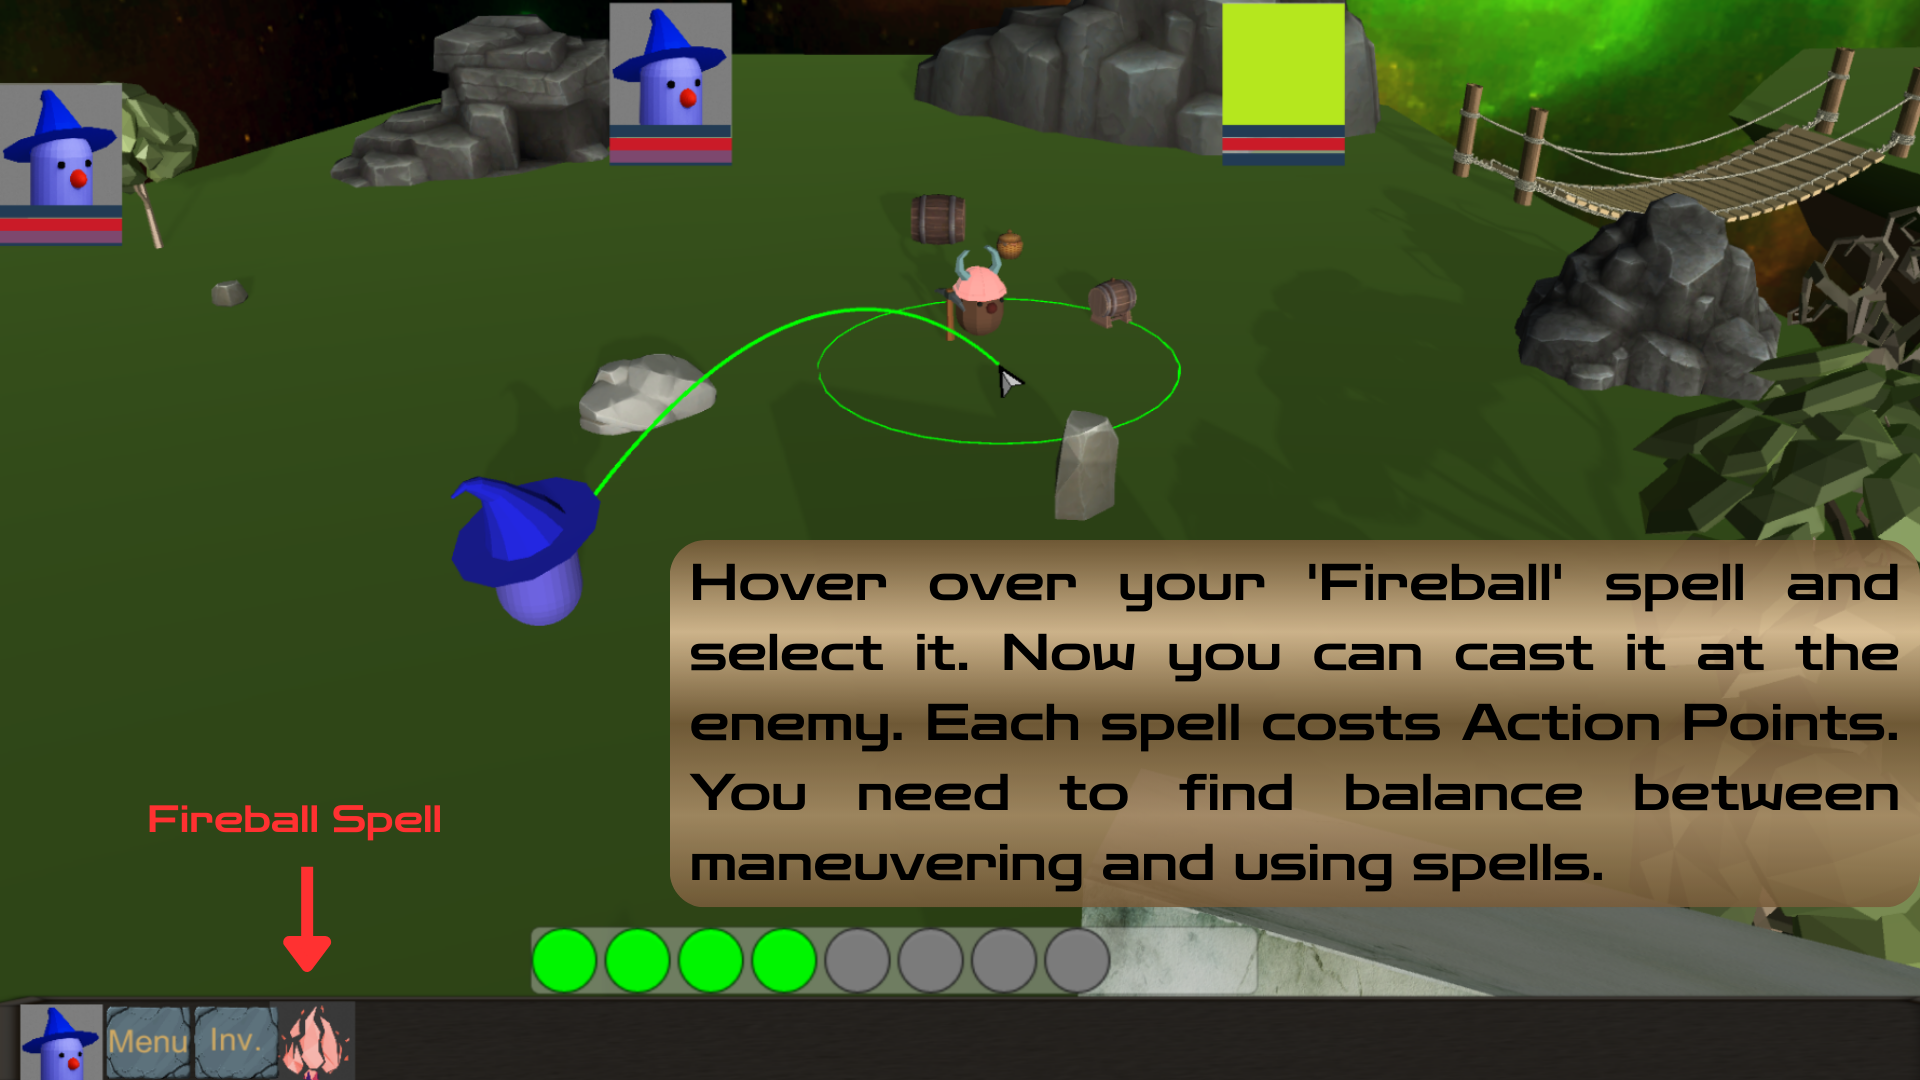 Hover over your 'Fireball' spell and
select it. Now you can cast it at the
enemy. Each spell costs Action Points.
You need to find balance between
maneuvering and using spells.
Fireball Spell
Menu
Inv.